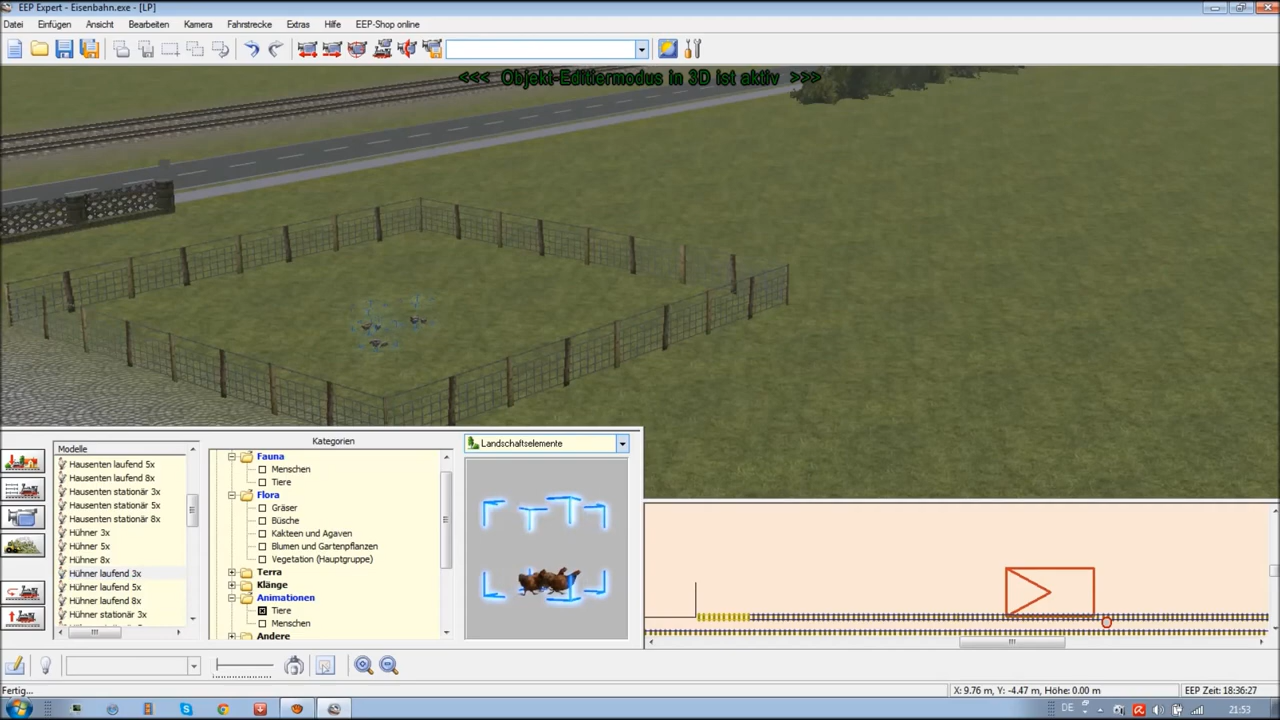 EEP Expert - Eisenbahn.exe - [LP]
Datei Einfügen Ansicht Bearbeiten Kamera Fahrstrecke Extras Hilfe EEP-Shop online
<<< Objekt-Editiermodus in 3D ist aktiv >>>
Modelle
Hausenten laufend 5x
Hausenten laufend 8x
Hausenten stationär 3x
Hausenten stationär 5x
Hausenten stationär 8x
Hühner 3x
Hühner 5x
Hühner 8x
Hühner laufend 3x
Hühner laufend 5x
Hühner laufend 8x
Hühner stationär 3x
Kategorien
Fauna
Menschen
Tiere
Flora
Gräser
Büsche
Kakteen und Agaven
Blumen und Gartenpflanzen
Vegetation (Hauptgruppe)
Terra
Klänge
Animationen
Tiere
Menschen
Andere
Landschaftselemente
Fertig...
X: 9.76 m, Y: -4.47 m, Höhe: 0.00 m
EEP Zeit: 18:36:27
DE
21:53